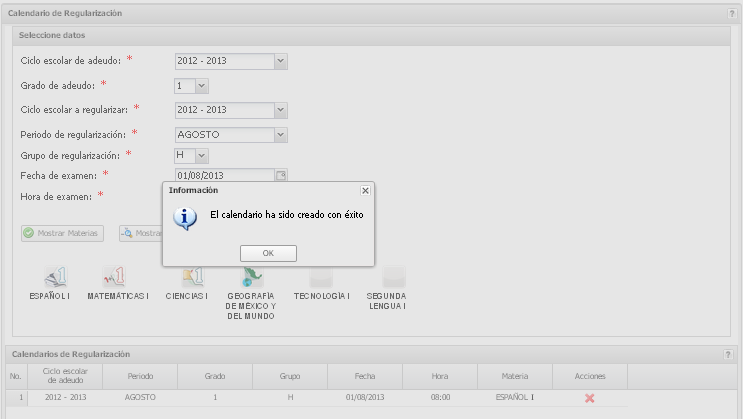 Calendario de Regularización
?
Seleccione datos
Ciclo escolar de adeudo: * 2012 - 2013
Grado de adeudo: * 1
Ciclo escolar a regularizar: * 2012 - 2013
Periodo de regularización: * AGOSTO
Grupo de regularización: * H
Fecha de examen: * 01/08/2013
Hora de examen: *
Información
El calendario ha sido creado con éxito
OK
Mostrar Materias
Mostrar
ESPAÑOL I
MATEMÁTICAS I
CIENCIAS I
GEOGRAFÍA
DE MÉXICO Y
DEL MUNDO
TECNOLOGÍA I
SEGUNDA
LENGUA I
Calendarios de Regularización
?
No. Ciclo escolar de adeudo Periodo Grado Grupo Fecha Hora Materia Acciones
1 2012 - 2013 AGOSTO 1 H 01/08/2013 08:00 ESPAÑOL I